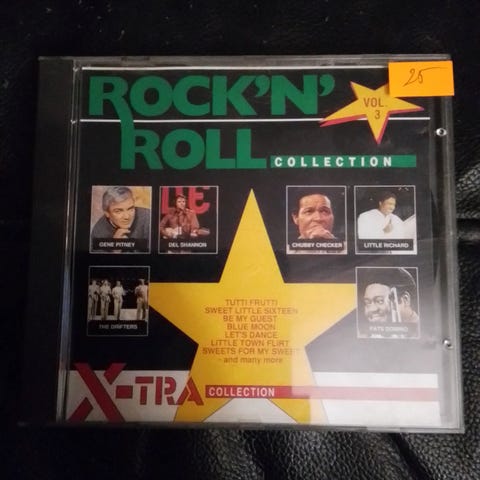 ROCK'N'
ROLL
COLLECTION
VOL.
3
25
GENE PITNEY
DEL SHANNON
CHUBBY CHECKER
LITTLE RICHARD
THE DRIFTERS
FATS DOMINO
TUTTI FRUTTI
SWEET LITTLE SIXTEEN
BE MY GUEST
BLUE MOON
LET'S DANCE
LITTLE TOWN FLIRT
SWEETS FOR MY SWEET
- and many more
X-TRA COLLECTION